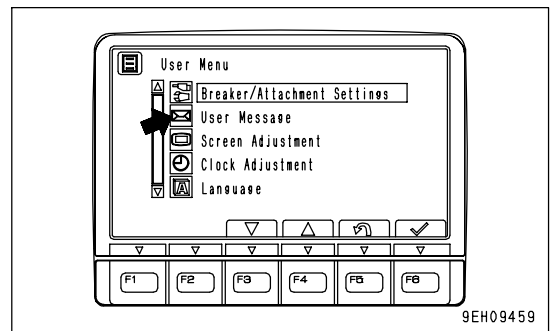 User Menu
Breaker/Attachment Settings
User Message
Screen Adjustment
Clock Adjustment
A Language
F1 F2 F3 F4 F5 F6
9EH09459